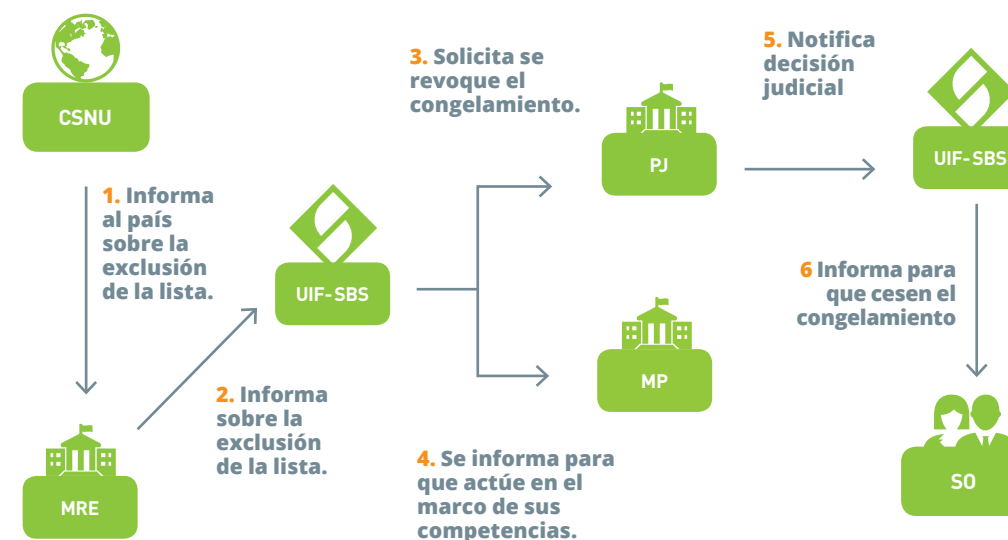 CSNU
1. Informa
al país
sobre la
exclusión
de la lista.
MRE
2. Informa
sobre la
exclusión
de la lista.
UIF-SBS
3. Solicita se
revoque el
congelamiento.
PJ
4. Se informa para
que actúe en el
marco de sus
competencias.
MP
5. Notifica
decisión
judicial
UIF-SBS
6 Informa para
que cesen el
congelamiento
SO